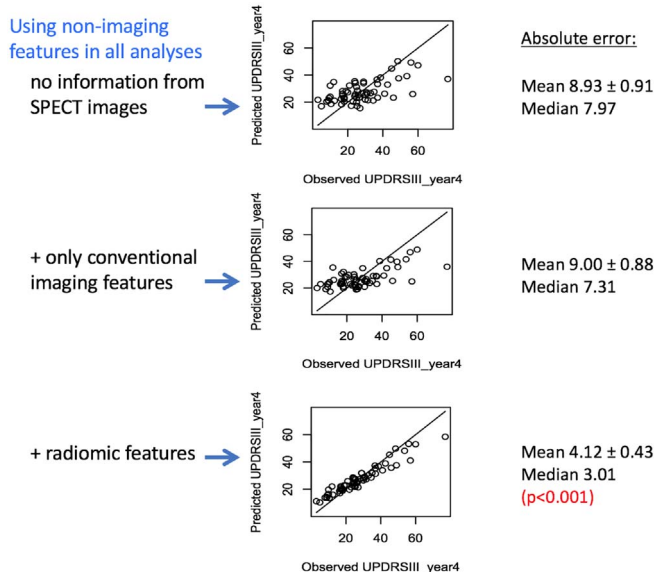 Using non-imaging
features in all analyses
no information from
SPECT images
Predicted UPDRSIII_year4
60
40
20
20 40 60
Observed UPDRSIII_year4
Absolute error:
Mean 8.93 ± 0.91
Median 7.97
+ only conventional
imaging features
Predicted UPDRSIII_year4
60
40
20
20 40 60
Observed UPDRSIII_year4
Mean 9.00 ± 0.88
Median 7.31
+ radiomic features
Predicted UPDRSIII_year4
60
40
20
20 40 60
Observed UPDRSIII_year4
Mean 4.12 ± 0.43
Median 3.01
(p<0.001)